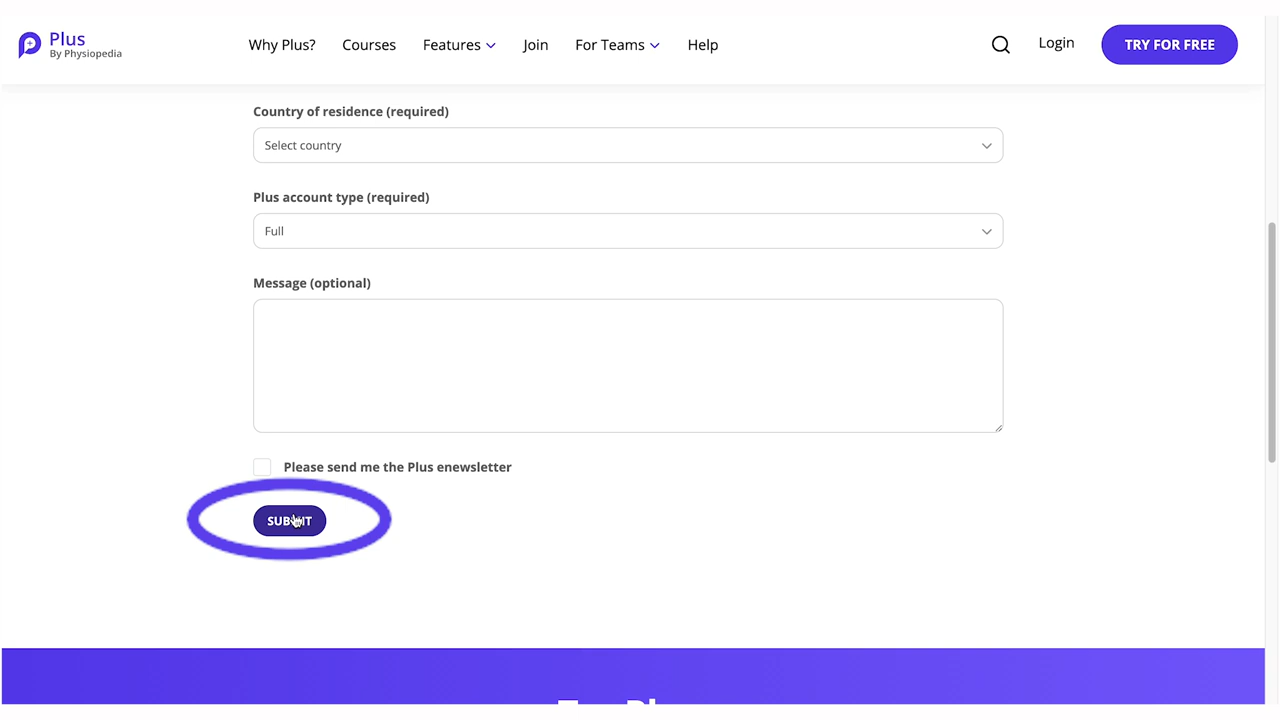 Plus
By Physiopedia
Why Plus? Courses Features Join For Teams Help
Login
TRY FOR FREE
Country of residence (required)
Select country
Plus account type (required)
Full
Message (optional)
Please send me the Plus enewsletter
SUBMIT